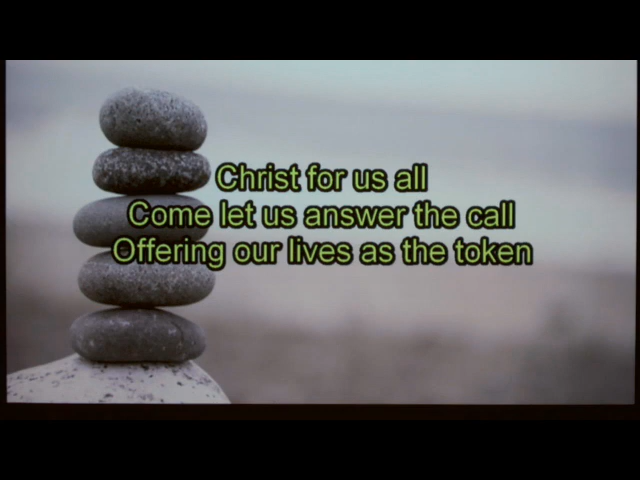 Christ for us all
Come let us answer the call
Offering our lives as the token